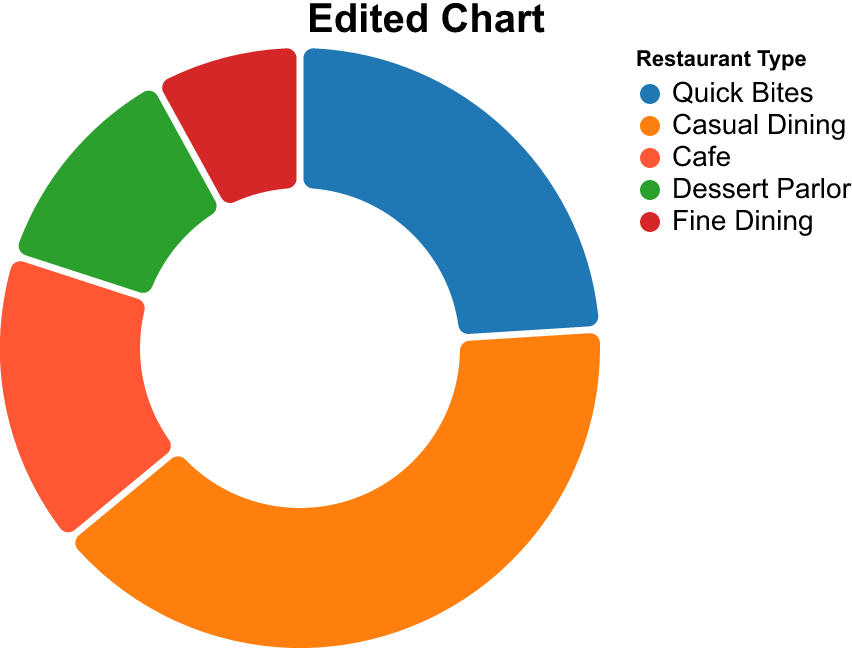 Edited Chart
Restaurant Type
Quick Bites
Casual Dining
Cafe
Dessert Parlor
Fine Dining